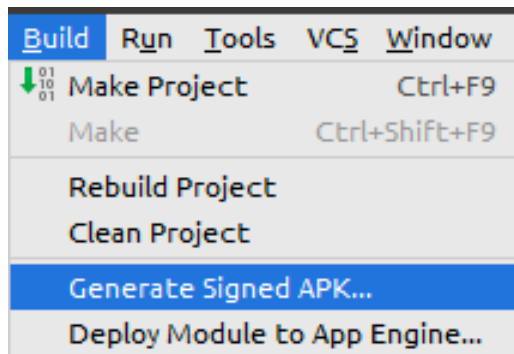 Build Run Tools VCS Window
Make Project Ctrl+F9
Make Ctrl+Shift+F9
Rebuild Project
Clean Project
Generate Signed APK...
Deploy Module to App Engine...